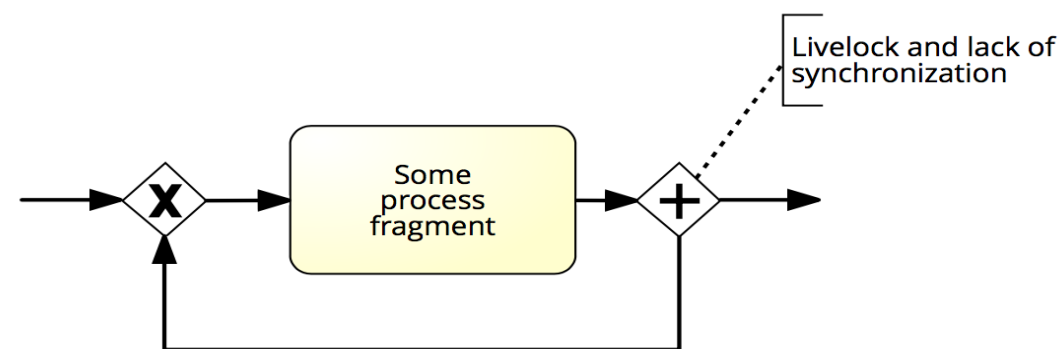 Livelock and lack of
synchronization
Some
process
fragment